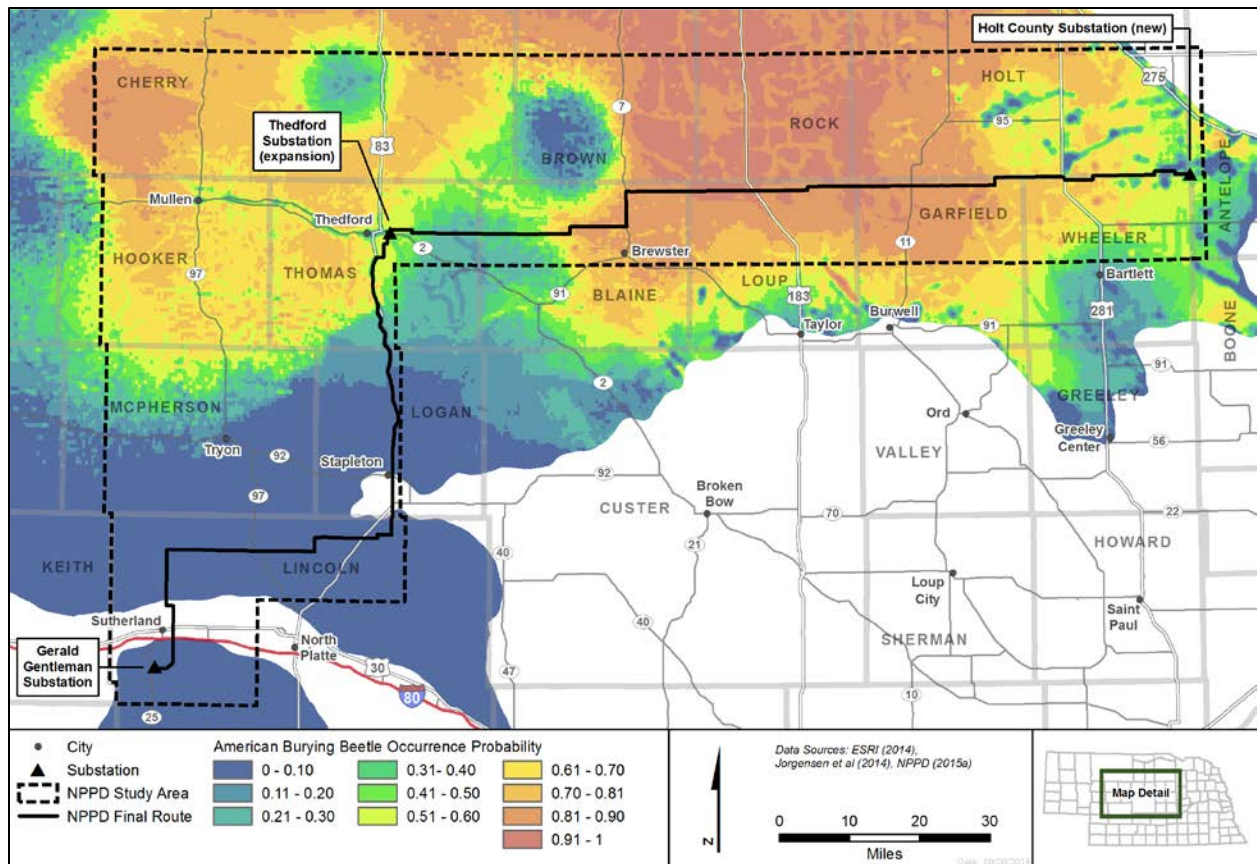 Holt County Substation (new)
CHERRY
HOLT
275
Thedford
Substation
(expansion)
7
83
95
ROCK
BROWN
ANTELOPE
Mullen
Thedford
GARFIELD
2
11
WHEELER
HOOKER
THOMAS
Brewster
97
LOUP
Bartlett
91
BLAINE
183
281
Burwell
BOONE
Taylor
91
91
2
MCPHERSON
LOGAN
GREELEY
Ord
Greeley
Center
56
Tryon
92
VALLEY
Stapleton
92
97
Broken
Bow
CUSTER
70
22
HOWARD
21
40
KEITH
LINCOLN
Loup
City
Saint
Paul
Sutherland
40
SHERMAN
Gerald
Gentleman
Substation
North
Platte
30
47
80
10
25
City
Substation
NPPD Study Area
NPPD Final Route
American Burying Beetle Occurrence Probability
0 - 0.10
0.11 - 0.20
0.21 - 0.30
0.31- 0.40
0.41 - 0.50
0.51 - 0.60
0.61 - 0.70
0.70 - 0.81
0.81 - 0.90
0.91 - 1
N
Data Sources: ESRI (2014),
Jorgensen et al (2014), NPPD (2015a)
0 10 20 30
Miles
Map Detail